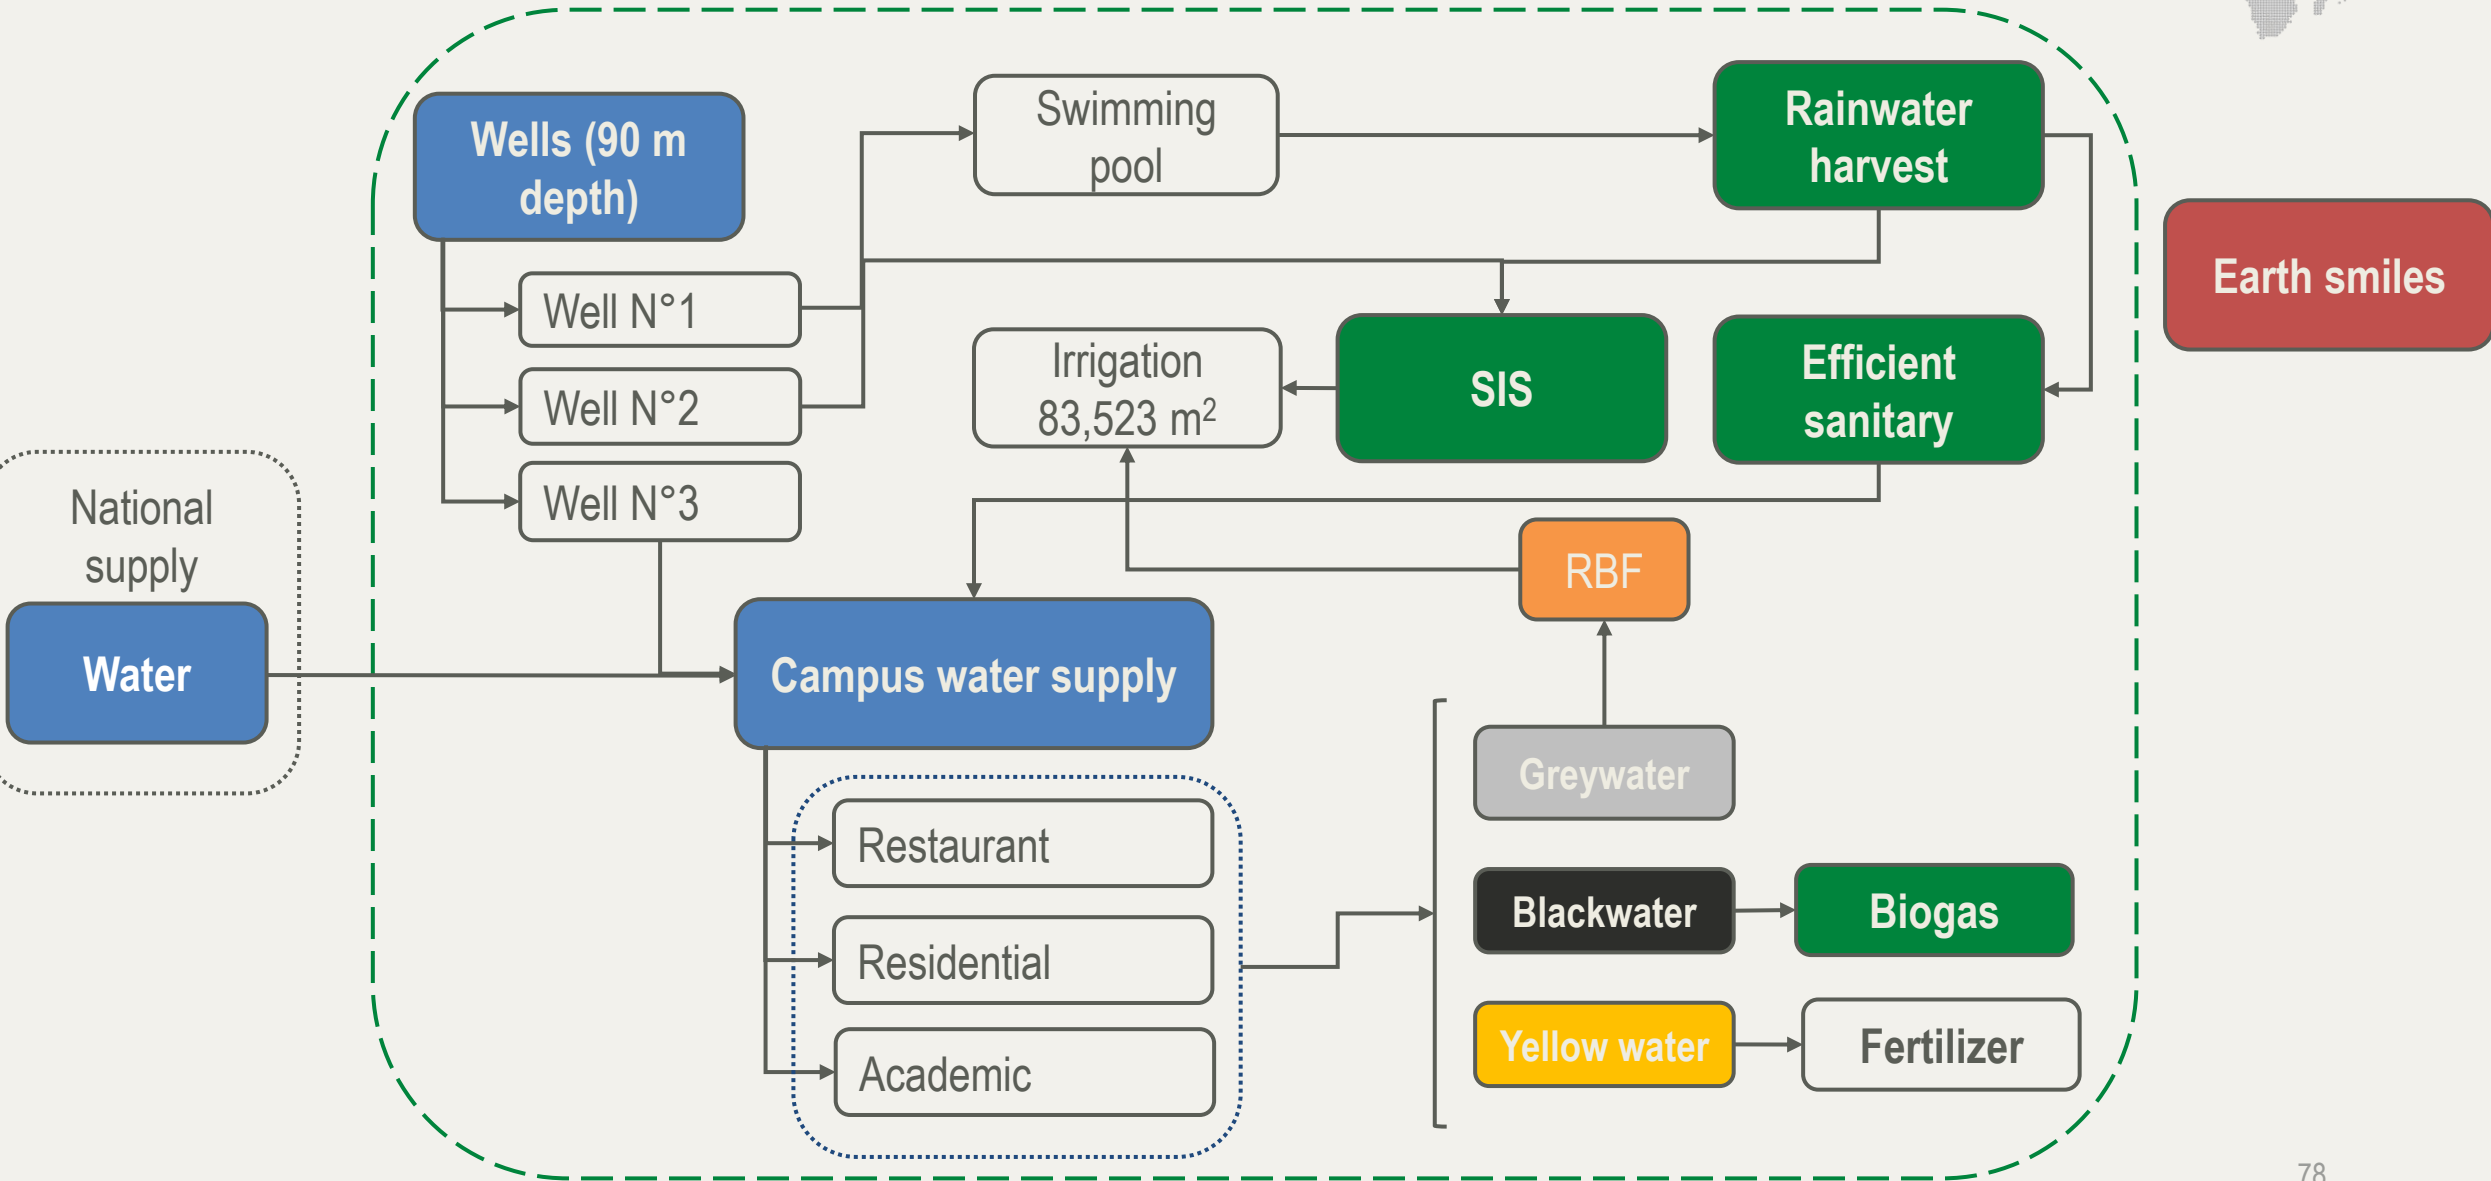 Wells (90 m
depth)
Swimming
pool
Rainwater
harvest
Earth smiles
Well N°1
Well N°2
Well N°3
Irrigation
83,523 m²
SIS
Efficient
sanitary
National
supply
Water
RBF
Campus water supply
Greywater
Restaurant
Blackwater
Biogas
Residential
Yellow water
Fertilizer
Academic
78